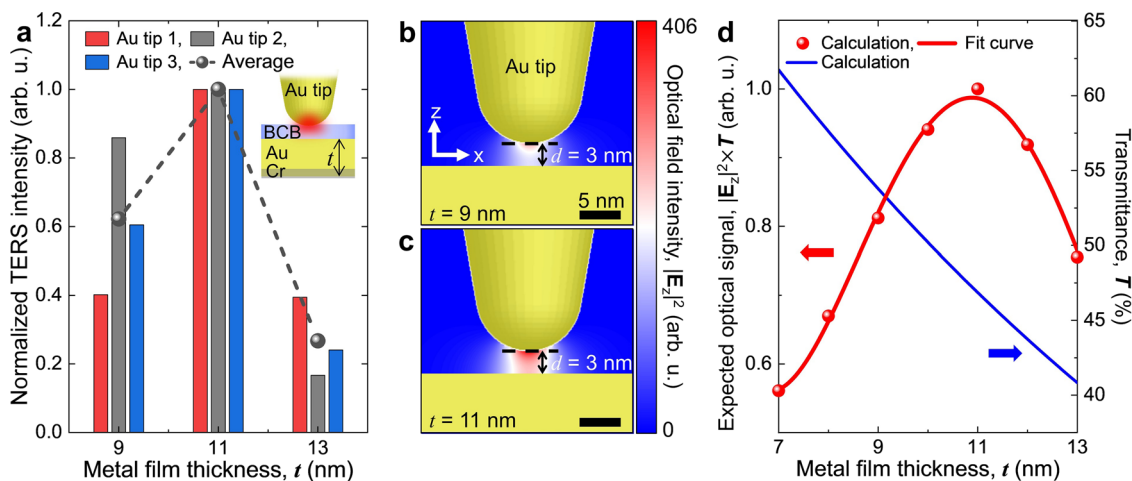 a
Au tip 1, Au tip 2,
Au tip 3, Average
Normalized TERS intensity (arb. u.)
1.2
1.0
0.8
0.6
0.4
0.2
0.0
Au tip
BCB
Au
Cr
t
9 11 13
Metal film thickness, t (nm)
b
Au tip
z
x
d = 3 nm
t = 9 nm
5 nm
c
d = 3 nm
t = 11 nm
406
Optical field intensity, |Ez|² (arb. u.)
0
d
Calculation, Fit curve
Calculation
Expected optical signal, |Ez|²×T (arb. u.)
1.0
0.8
0.6
65
60
55
50
45
40
Transmittance, T (%)
7 9 11 13
Metal film thickness, t (nm)